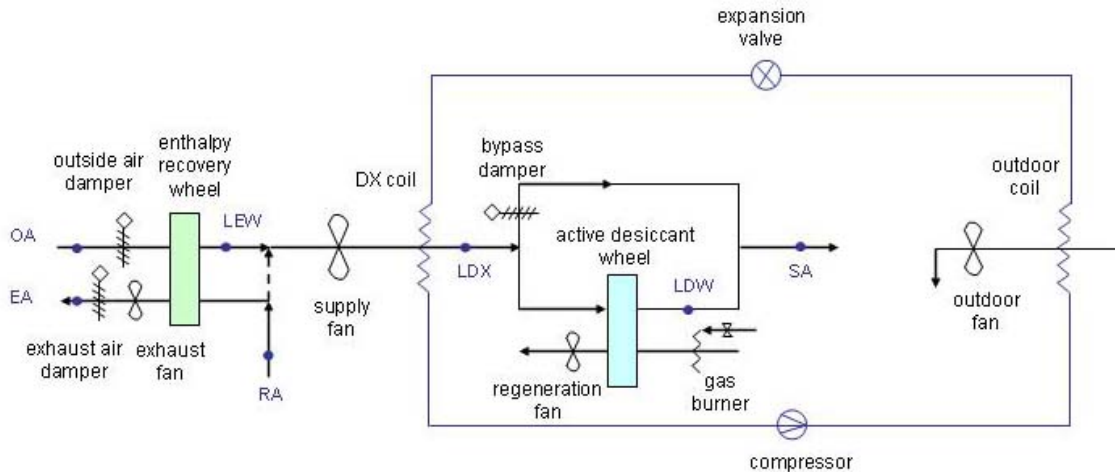 expansion
valve
enthalpy
recovery
wheel
outside air
damper
bypass
damper
outdoor
coil
DX coil
OA
LEW
active desiccant
wheel
LDX
LDW
SA
EA
supply
fan
outdoor
fan
exhaust air
damper
exhaust
fan
RA
regeneration
fan
gas
burner
compressor